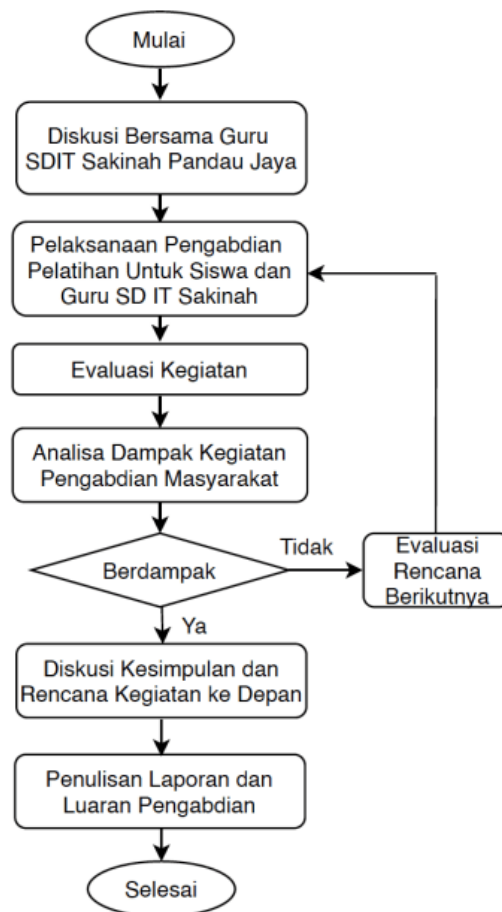 Mulai
Diskusi Bersama Guru
SDIT Sakinah Pandau Jaya
Pelaksanaan Pengabdian
Pelatihan Untuk Siswa dan
Guru SD IT Sakinah
Evaluasi Kegiatan
Analisa Dampak Kegiatan
Pengabdian Masyarakat
Berdampak
Tidak
Evaluasi
Rencana
Berikutnya
Ya
Diskusi Kesimpulan dan
Rencana Kegiatan ke Depan
Penulisan Laporan dan
Luaran Pengabdian
Selesai